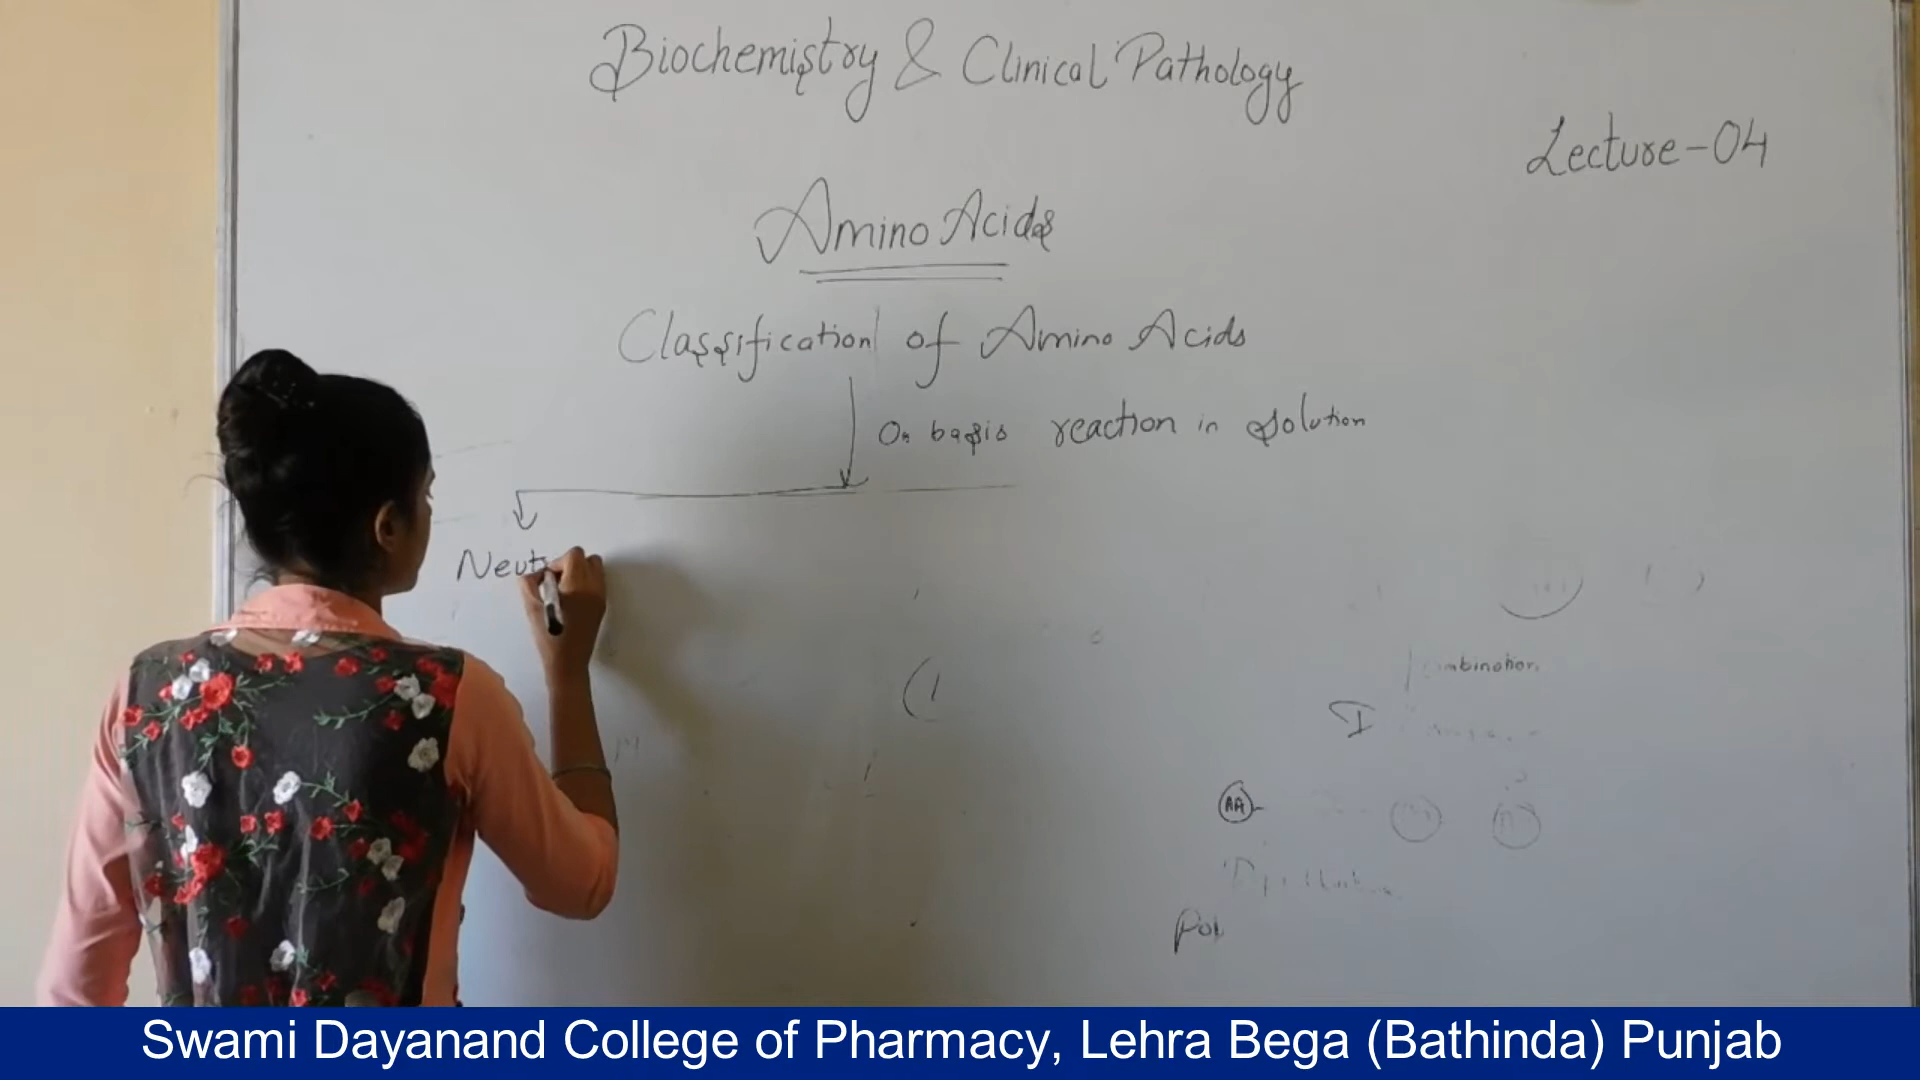 Biochemistry & Clinical Pathology
Lecture-04
Amino Acids
Classification of Amino Acids
On basis reaction in solution
Neut
AA
Swami Dayanand College of Pharmacy, Lehra Bega (Bathinda) Punjab